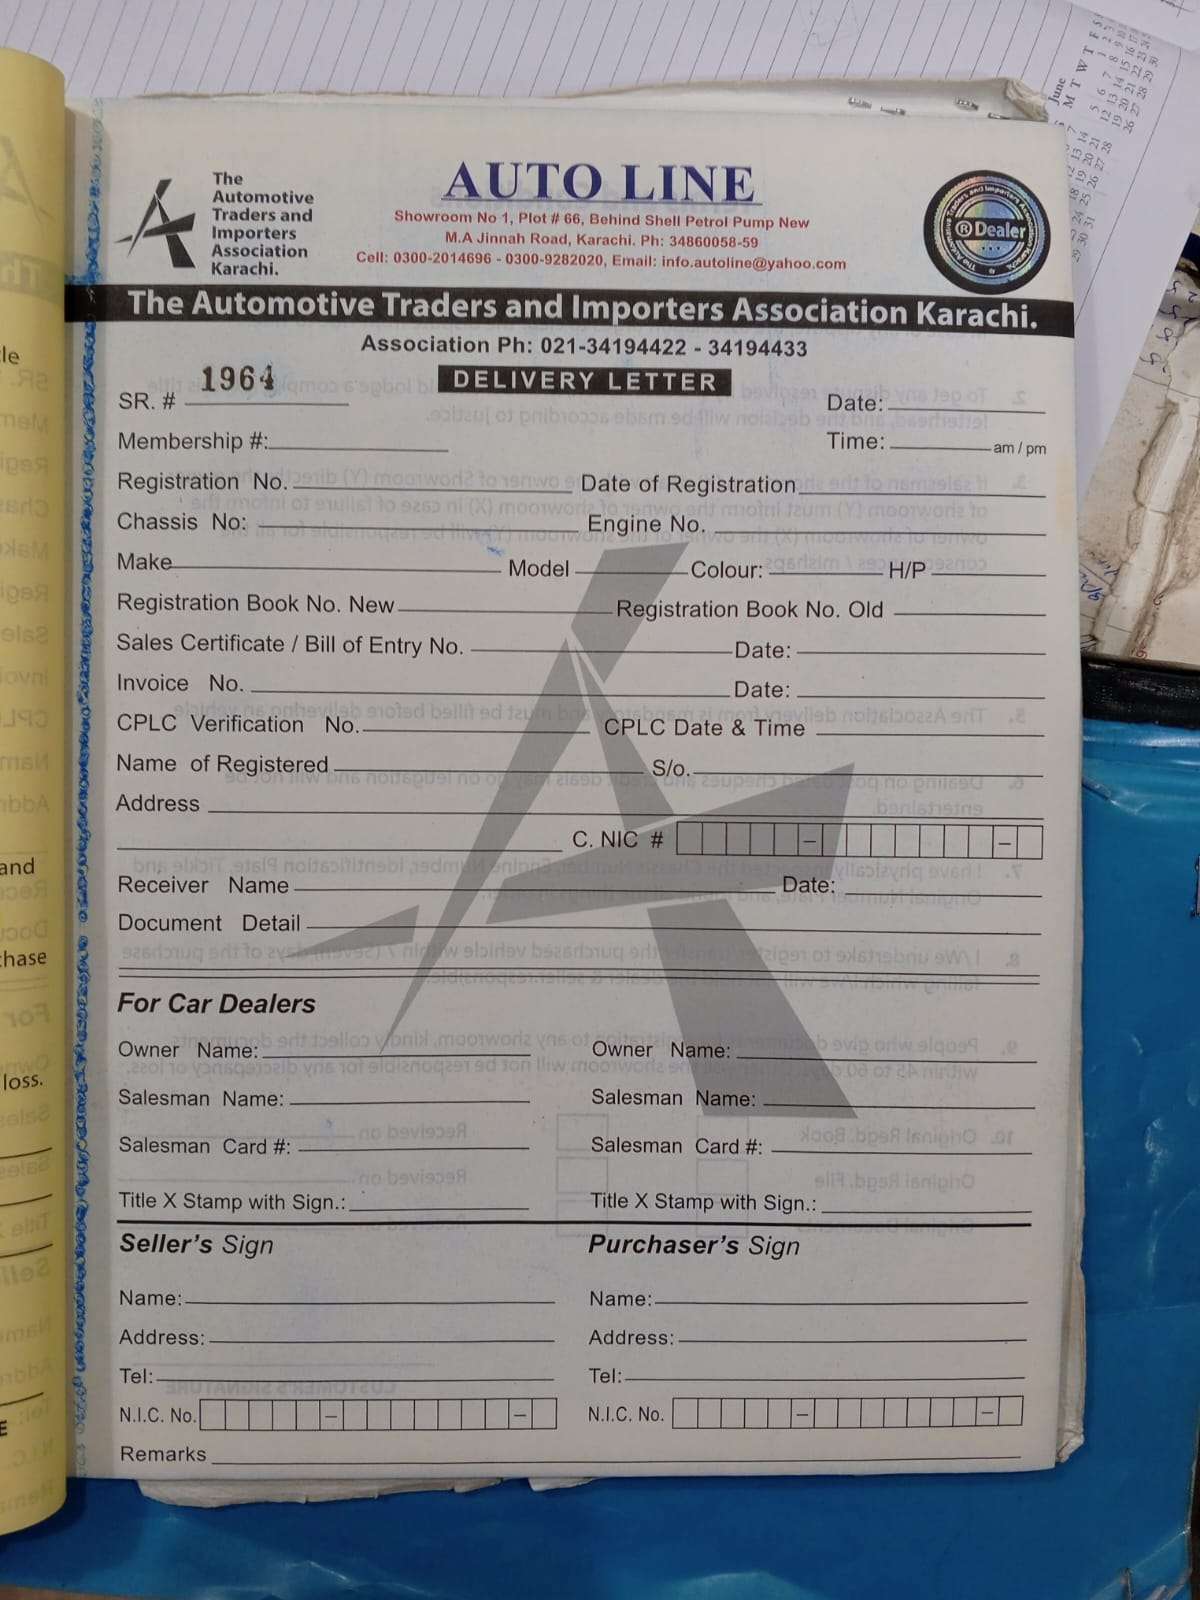 The
Automotive
Traders and
Importers
Association
Karachi.
AUTO LINE
Showroom No 1, Plot # 66, Behind Shell Petrol Pump New
M.A Jinnah Road, Karachi. Ph: 34860058-59
Cell: 0300-2014696 - 0300-9282020, Email: info.autoline@yahoo.com
® Dealer
The Automotive Traders and Importers Association Karachi.
Association Ph: 021-34194422 - 34194433
DELIVERY LETTER
SR. # 1964 Date:
Membership #: Time: am / pm
Registration No. Date of Registration
Chassis No: Engine No.
Make Model Colour: H/P
Registration Book No. New Registration Book No. Old
Sales Certificate / Bill of Entry No. Date:
Invoice No. Date:
CPLC Verification No. CPLC Date & Time
Name of Registered S/o.
Address
C. NIC # – –
Receiver Name Date:
Document Detail
For Car Dealers
Owner Name: Owner Name:
Salesman Name: Salesman Name:
Salesman Card #: Salesman Card #:
Title X Stamp with Sign.: Title X Stamp with Sign.:
Seller's Sign Purchaser's Sign
Name: Name:
Address: Address:
Tel: Tel:
N.I.C. No. – – N.I.C. No. – –
Remarks
and
hase
loss.
June
M T W T F S